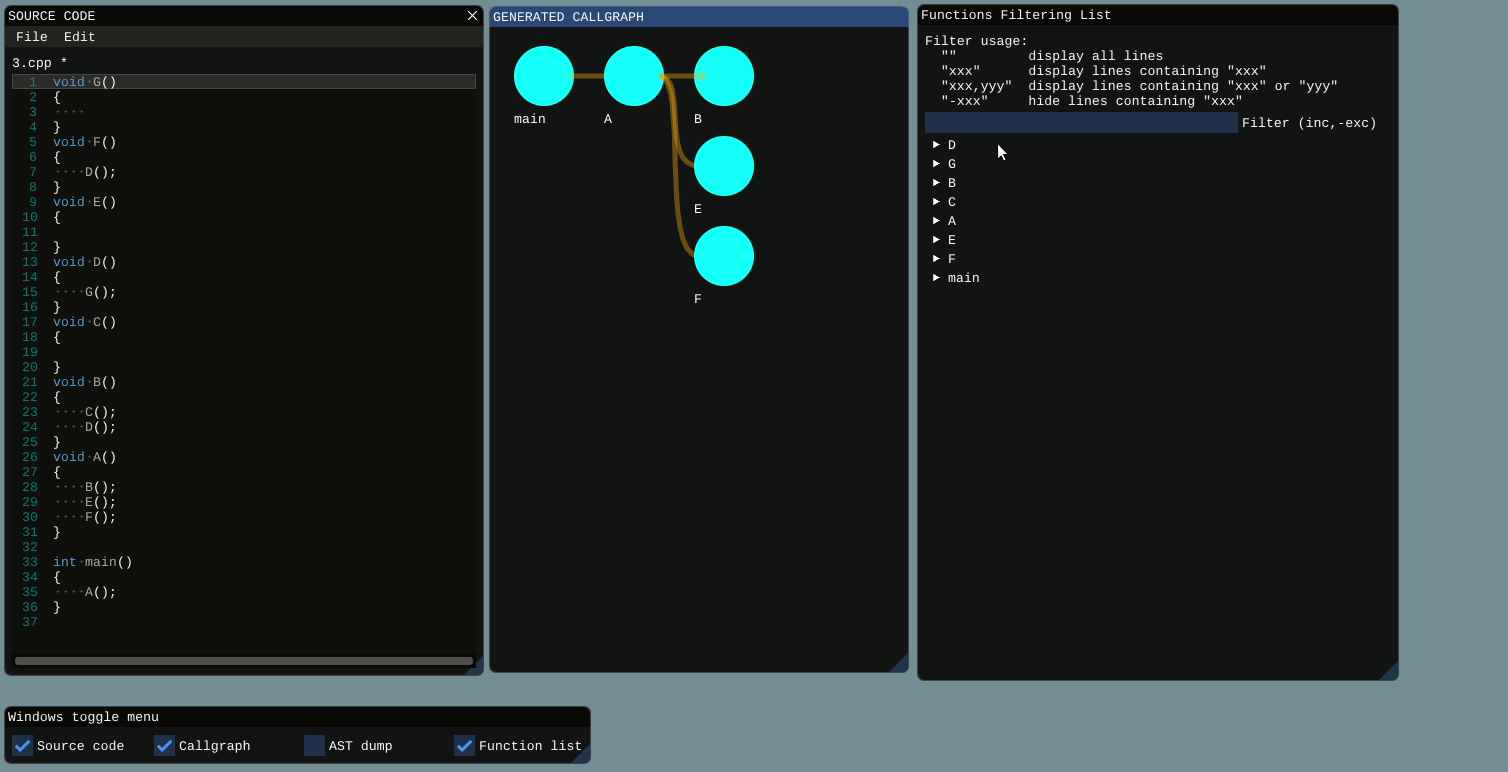 SOURCE CODE
File Edit
3.cpp *
1 void G()
2 {
3
4 }
5 void F()
6 {
7 D();
8 }
9 void E()
10 {
11
12 }
13 void D()
14 {
15 G();
16 }
17 void C()
18 {
19
20 }
21 void B()
22 {
23 C();
24 D();
25 }
26 void A()
27 {
28 B();
29 E();
30 F();
31 }
32
33 int main()
34 {
35 A();
36 }
37
GENERATED CALLGRAPH
main A B
E
F
Functions Filtering List
Filter usage:
"" display all lines
"xxx" display lines containing "xxx"
"xxx,yyy" display lines containing "xxx" or "yyy"
"-xxx" hide lines containing "xxx"
Filter (inc,-exc)
D
G
B
C
A
E
F
main
Windows toggle menu
Source code Callgraph AST dump Function list